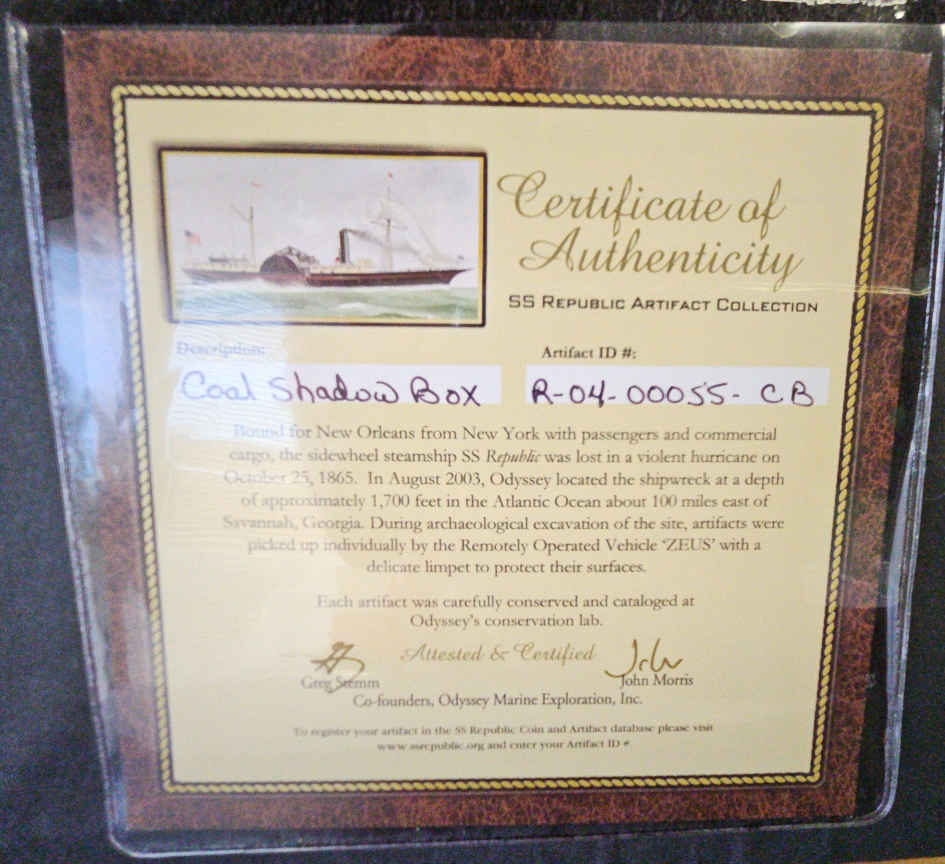 Certificate of
Authenticity
SS Republic Artifact Collection
Description:
Artifact ID #:
Coal Shadow Box
R-04-00055- CB
Bound for New Orleans from New York with passengers and commercial
cargo, the sidewheel steamship SS Republic was lost in a violent hurricane on
October 25, 1865. In August 2003, Odyssey located the shipwreck at a depth
of approximately 1,700 feet in the Atlantic Ocean about 100 miles east of
Savannah, Georgia. During archaeological excavation of the site, artifacts were
picked up individually by the Remotely Operated Vehicle ‘ZEUS’ with a
delicate limpet to protect their surfaces.
Each artifact was carefully conserved and cataloged at
Odyssey's conservation lab.
Attested & Certified
Greg Stemm
John Morris
Co-founders, Odyssey Marine Exploration, Inc.
To register your artifact in the SS Republic Coin and Artifact database please visit
www.ssrepublic.org and enter your Artifact ID #